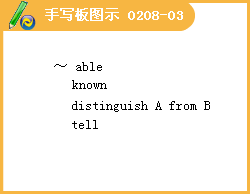 手写板图示 0208-03
～ able
known
distinguish A from B
tell